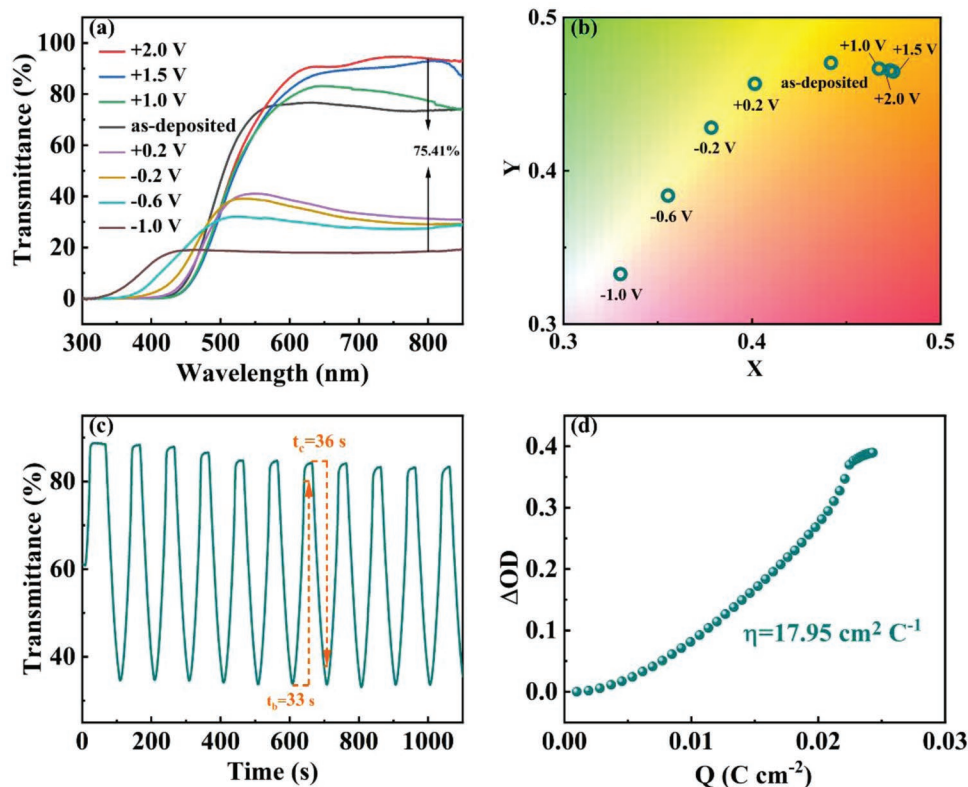 (a)
+2.0 V
+1.5 V
+1.0 V
as-deposited
+0.2 V
-0.2 V
-0.6 V
-1.0 V
75.41%
Transmittance (%)
100
80
60
40
20
0
300 400 500 600 700 800
Wavelength (nm)
(b)
+1.0 V
+1.5 V
as-deposited
+2.0 V
+0.2 V
-0.2 V
-0.6 V
-1.0 V
Y
0.5
0.4
0.3
0.3 0.4 0.5
X
(c)
tc=36 s
tb=33 s
Transmittance (%)
80
60
40
0 200 400 600 800 1000
Time (s)
(d)
η=17.95 cm² C⁻¹
ΔOD
0.4
0.3
0.2
0.1
0.0
0.00 0.01 0.02 0.03
Q (C cm⁻²)